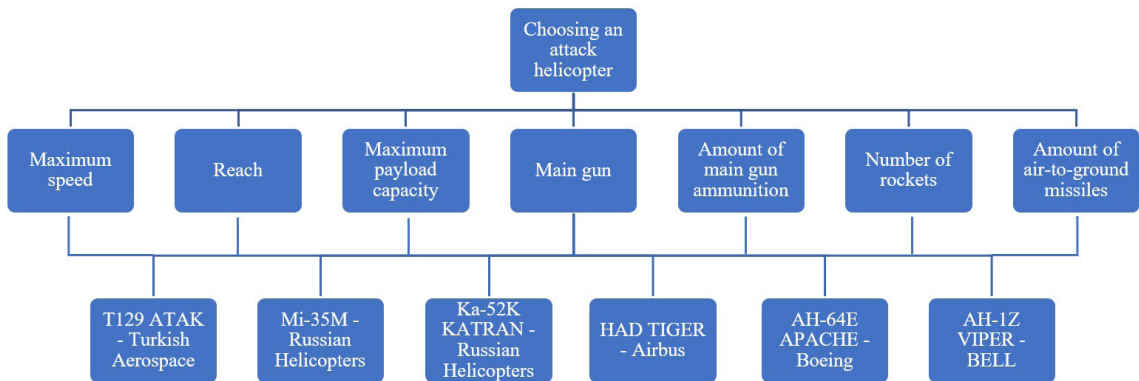 Choosing an
attack
helicopter
Maximum
speed
Reach
Maximum
payload
capacity
Main gun
Amount of
main gun
ammunition
Number of
rockets
Amount of
air-to-ground
missiles
T129 ATAK
- Turkish
Aerospace
Mi-35M -
Russian
Helicopters
Ka-52K
KATRAN -
Russian
Helicopters
HAD TIGER
- Airbus
AH-64E
APACHE -
Boeing
AH-1Z
VIPER -
BELL